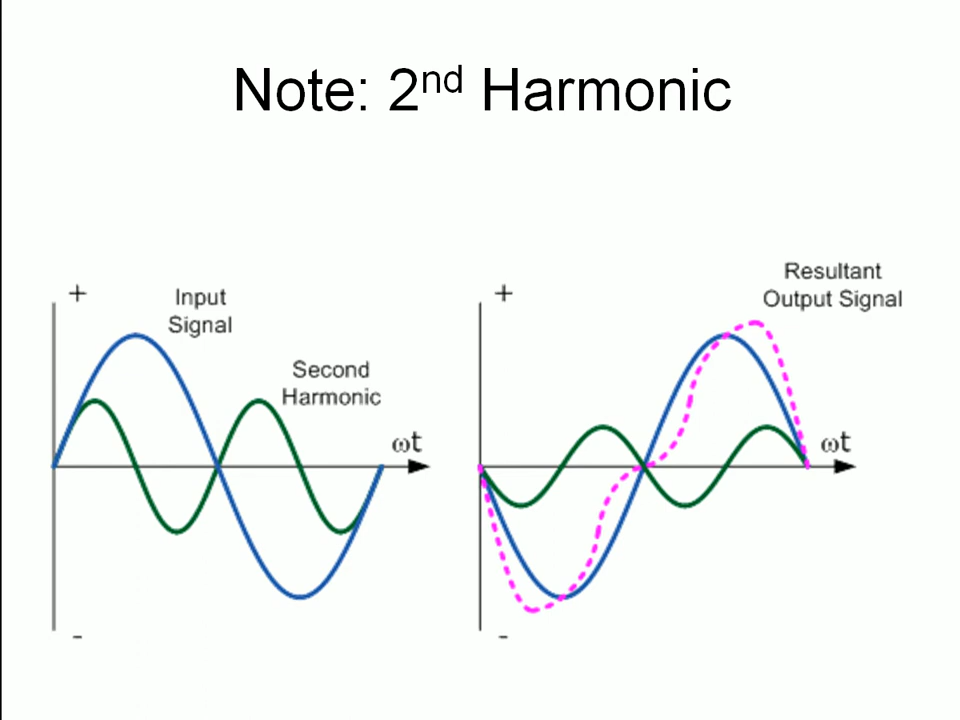 Note: 2nd Harmonic
+
Input
Signal
Second
Harmonic
ωt
-
+
Resultant
Output Signal
ωt
-